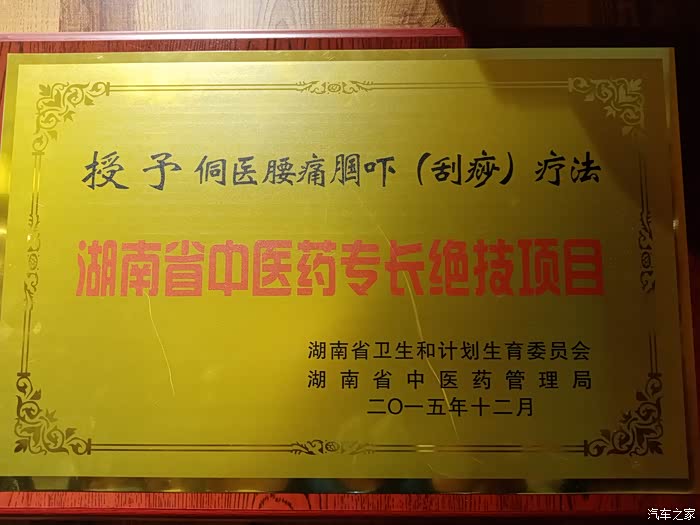 授予侗医腰痛腘吓（刮痧）疗法
湖南省中医药专长绝技项目
湖南省卫生和计划生育委员会
湖南省中医药管理局
二〇一五年十二月
汽车之家